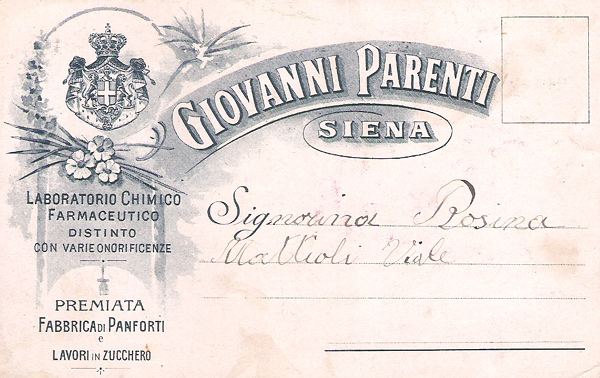 GIOVANNI PARENTI
SIENA
LABORATORIO CHIMICO
FARMACEUTICO
DISTINTO
CON VARIE ONORIFICENZE
PREMIATA
FABBRICA DI PANFORTI
e
LAVORI IN ZUCCHERO
Signorina Rosina
Mattioli Viale